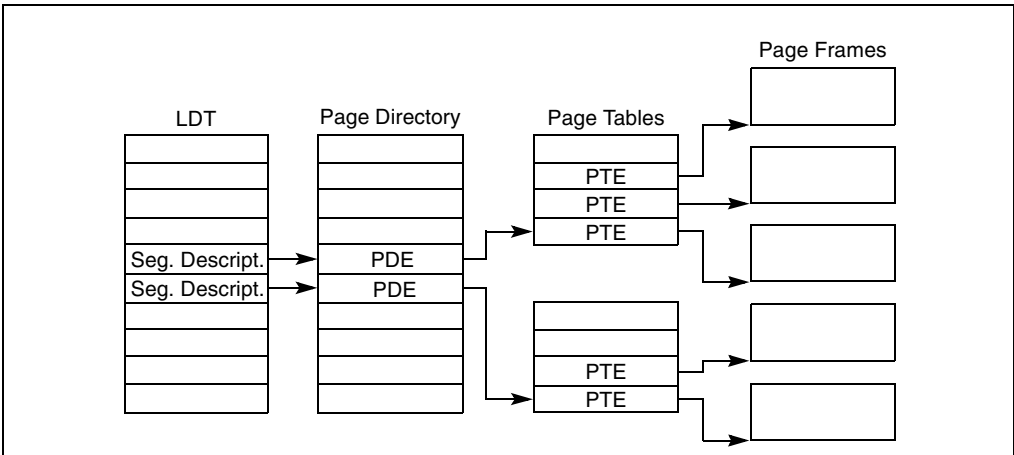 Page Frames
LDT
Page Directory
Page Tables
PTE
PTE
PTE
Seg. Descript.
PDE
Seg. Descript.
PDE
PTE
PTE